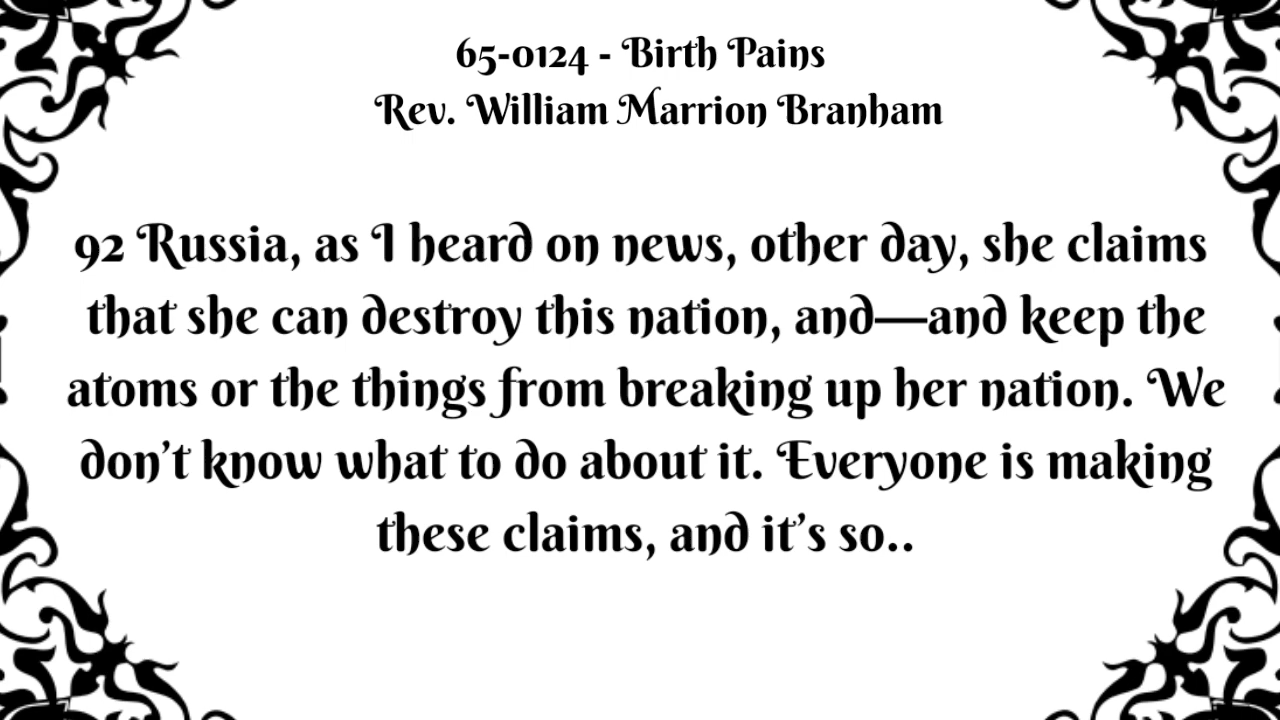 65-0124 - Birth Pains
Rev. William Marrion Branham
92 Russia, as I heard on news, other day, she claims
that she can destroy this nation, and—and keep the
atoms or the things from breaking up her nation. We
don’t know what to do about it. Everyone is making
these claims, and it’s so..